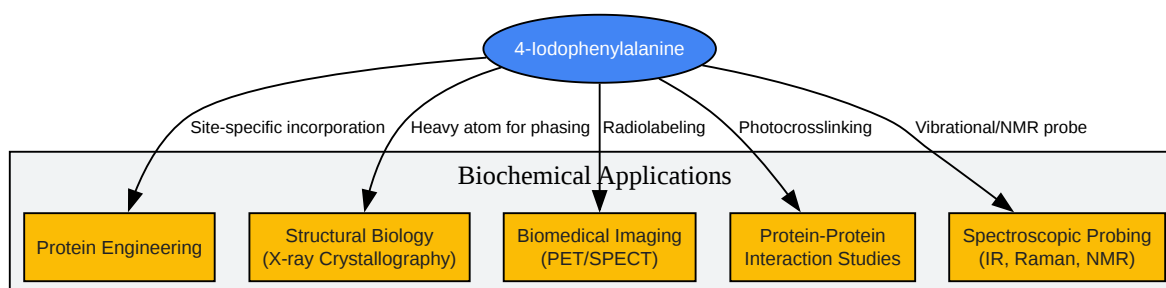 4-Iodophenylalanine
Site-specific incorporation
Heavy atom for phasing
Radiolabeling
Photocrosslinking
Vibrational/NMR probe
Biochemical Applications
Protein Engineering
Structural Biology
(X-ray Crystallography)
Biomedical Imaging
(PET/SPECT)
Protein-Protein
Interaction Studies
Spectroscopic Probing
(IR, Raman, NMR)